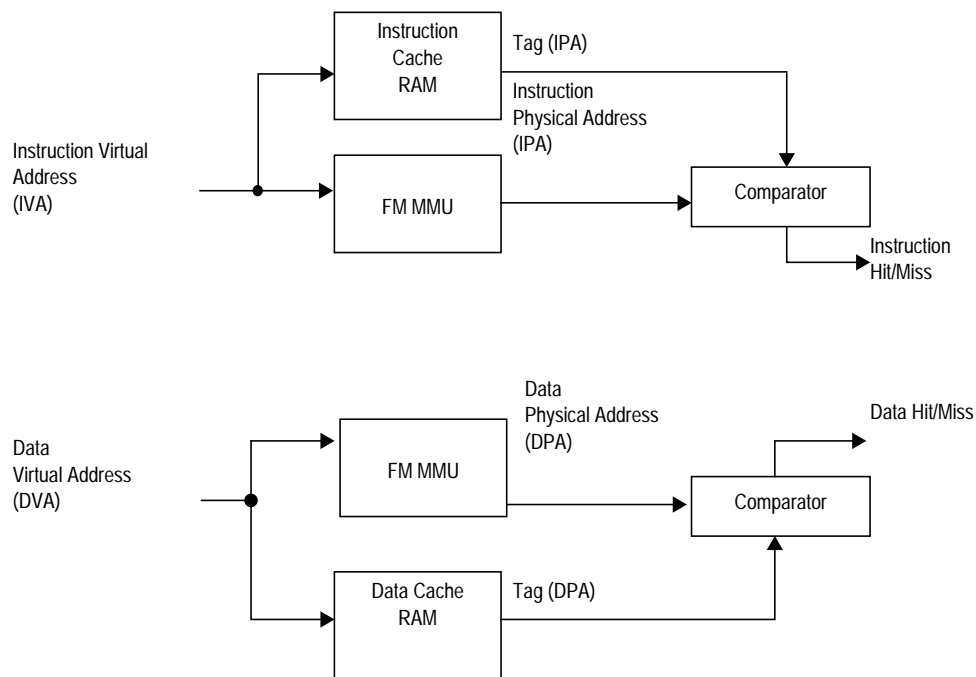 Instruction
Cache
RAM
Tag (IPA)
Instruction
Physical Address
(IPA)
Instruction Virtual
Address
(IVA)
FM MMU
Comparator
Instruction
Hit/Miss
Data
Physical Address
(DPA)
Data Hit/Miss
Data
Virtual Address
(DVA)
FM MMU
Comparator
Data Cache
RAM
Tag (DPA)